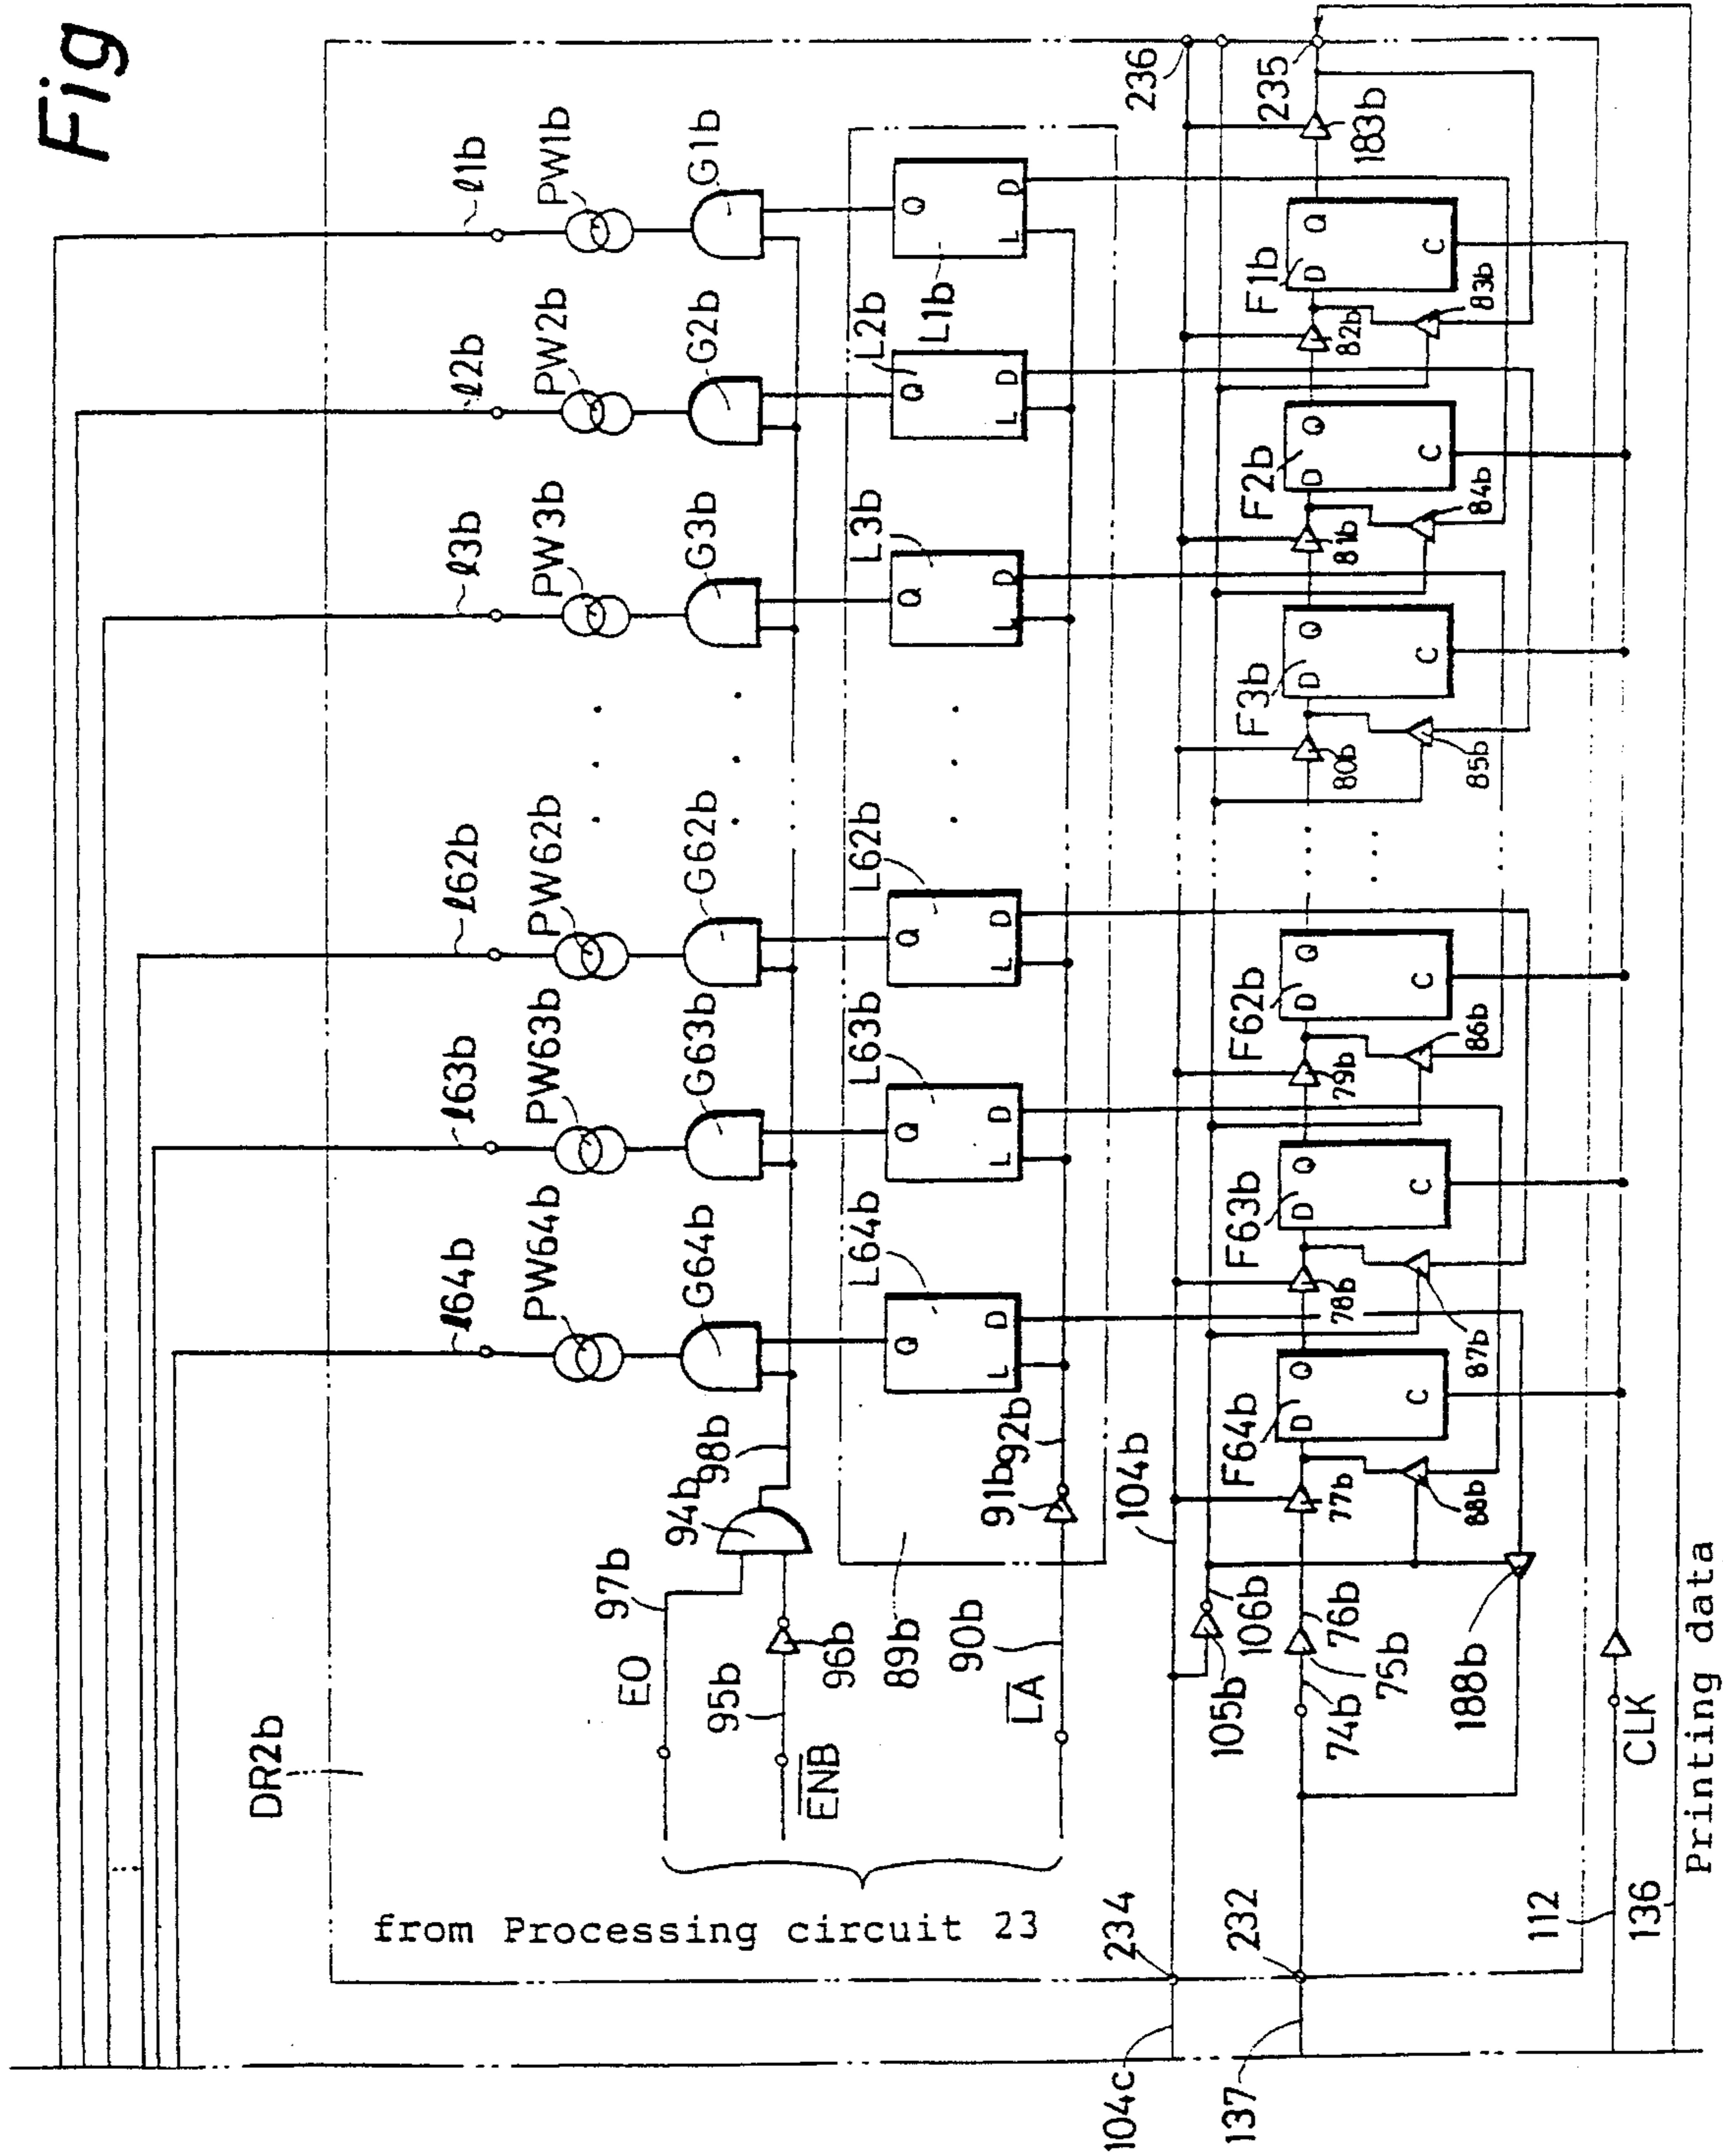 Fig
ℓ64b
ℓ63b
ℓ62b
ℓ3b
ℓ2b
ℓ1b
PW64b
PW63b
PW62b
PW3b
PW2b
PW1b
G64b
G63b
G62b
G3b
G2b
G1b
DR2b
EO
97b
94b
98b
95b
96b
ENB
89b
90b
LA
91b
92b
L64b
L63b
L62b
L3b
L2b
L1b
Q Q Q Q Q Q
L D L D L D L D L D L D
from Processing circuit 23
104c
234
104b
236
105b
106b
137
232
74b
75b
76b
77b
F64b
78b
F63b
79b
F62b
80b
F3b
81b
F2b
82b
F1b
183b
235
D Q D Q D Q D Q D Q D Q
C C C C C C
188b
88b
87b
86b
85b
84b
83b
112
CLK
136
Printing data